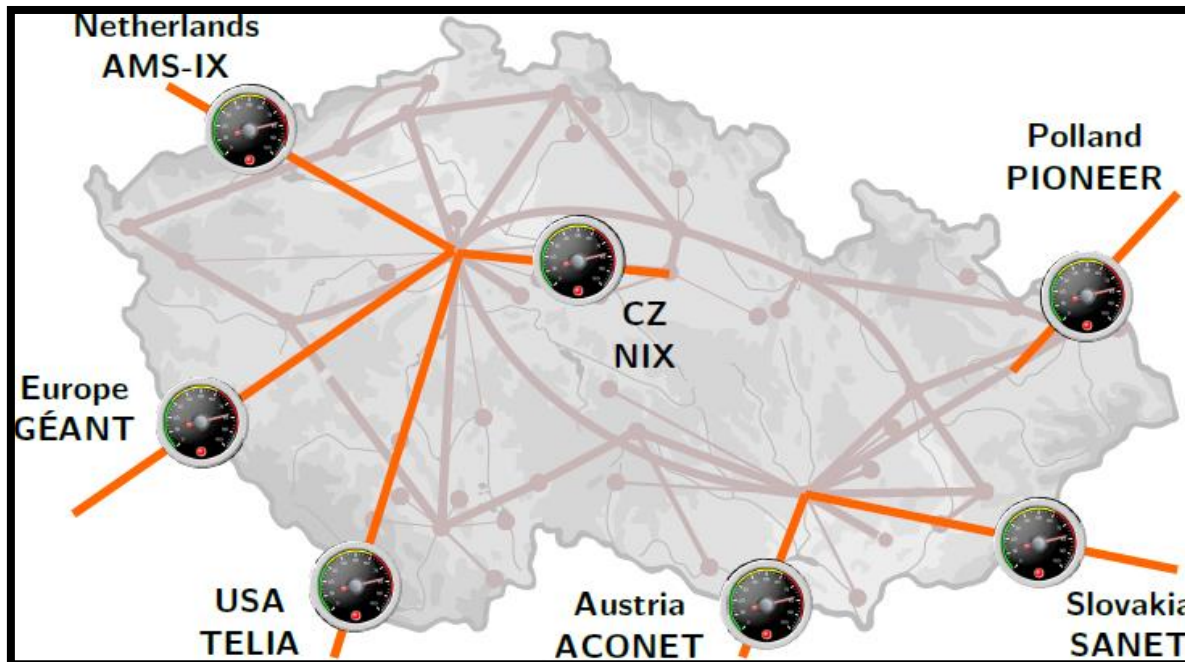 Netherlands
AMS-IX
Polland
PIONEER
CZ
NIX
Europe
GÉANT
USA
TELIA
Austria
ACONET
Slovakia
SANET